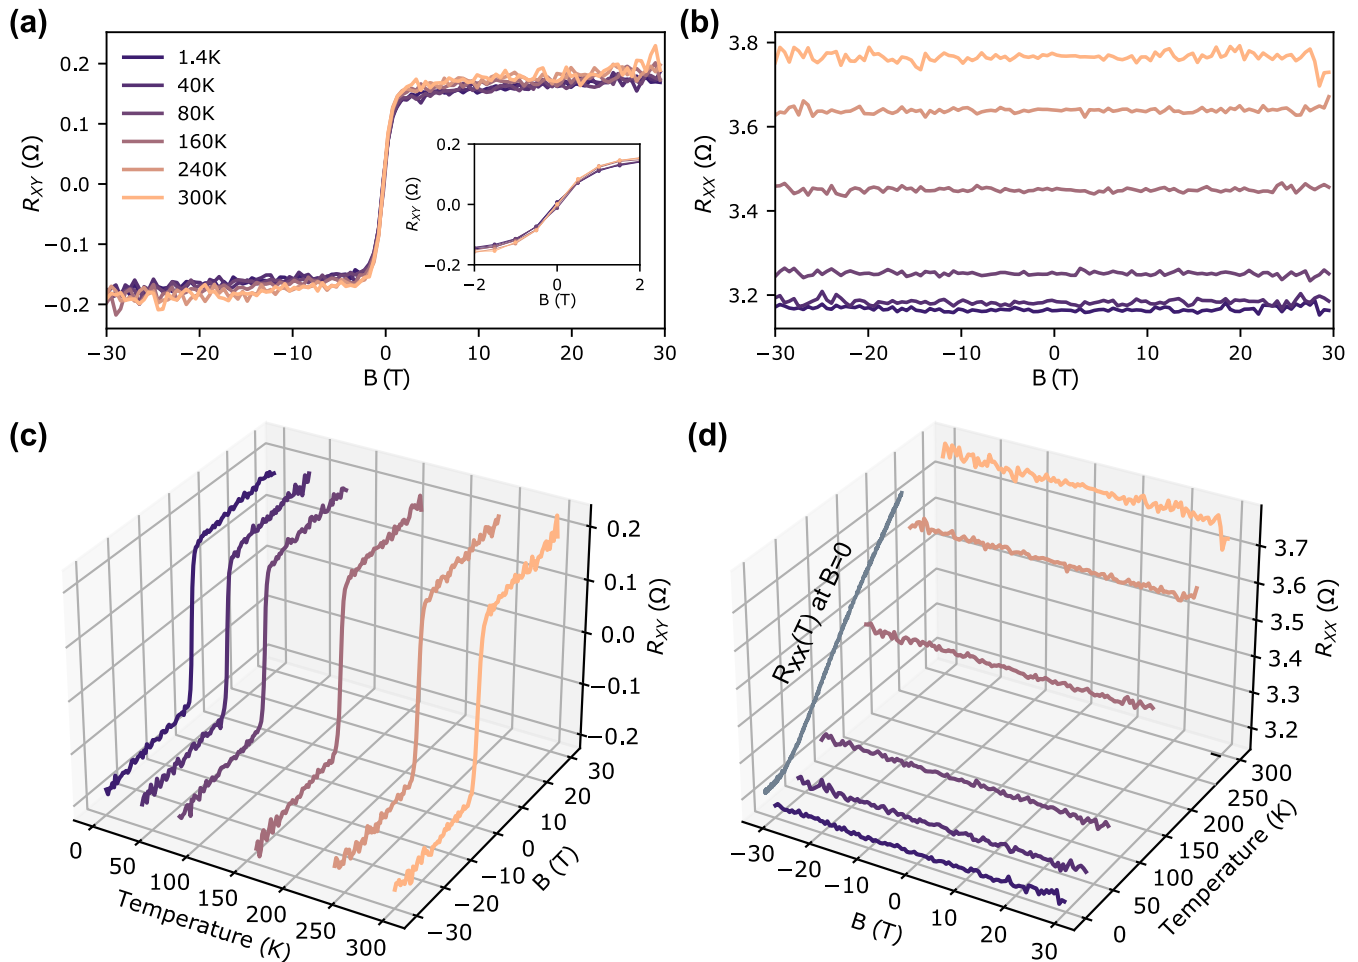 (a)
R_XY (Ω)
0.2
0.1
0.0
−0.1
−0.2
1.4K
40K
80K
160K
240K
300K
−30
−20
−10
0
10
20
30
B (T)
R_XY (Ω)
0.2
0.0
−0.2
−2
0
2
B (T)
(b)
R_XX (Ω)
3.8
3.6
3.4
3.2
−30
−20
−10
0
10
20
30
B (T)
(c)
0.2
0.1
0.0
−0.1
−0.2
R_XY (Ω)
0
50
100
150
200
250
300
Temperature (K)
−30
−20
−10
0
10
20
30
B (T)
(d)
R_XX(T) at B=0
3.7
3.6
3.5
3.4
3.3
3.2
R_XX (Ω)
−30
−20
−10
0
10
20
30
B (T)
0
50
100
150
200
250
300
Temperature (K)